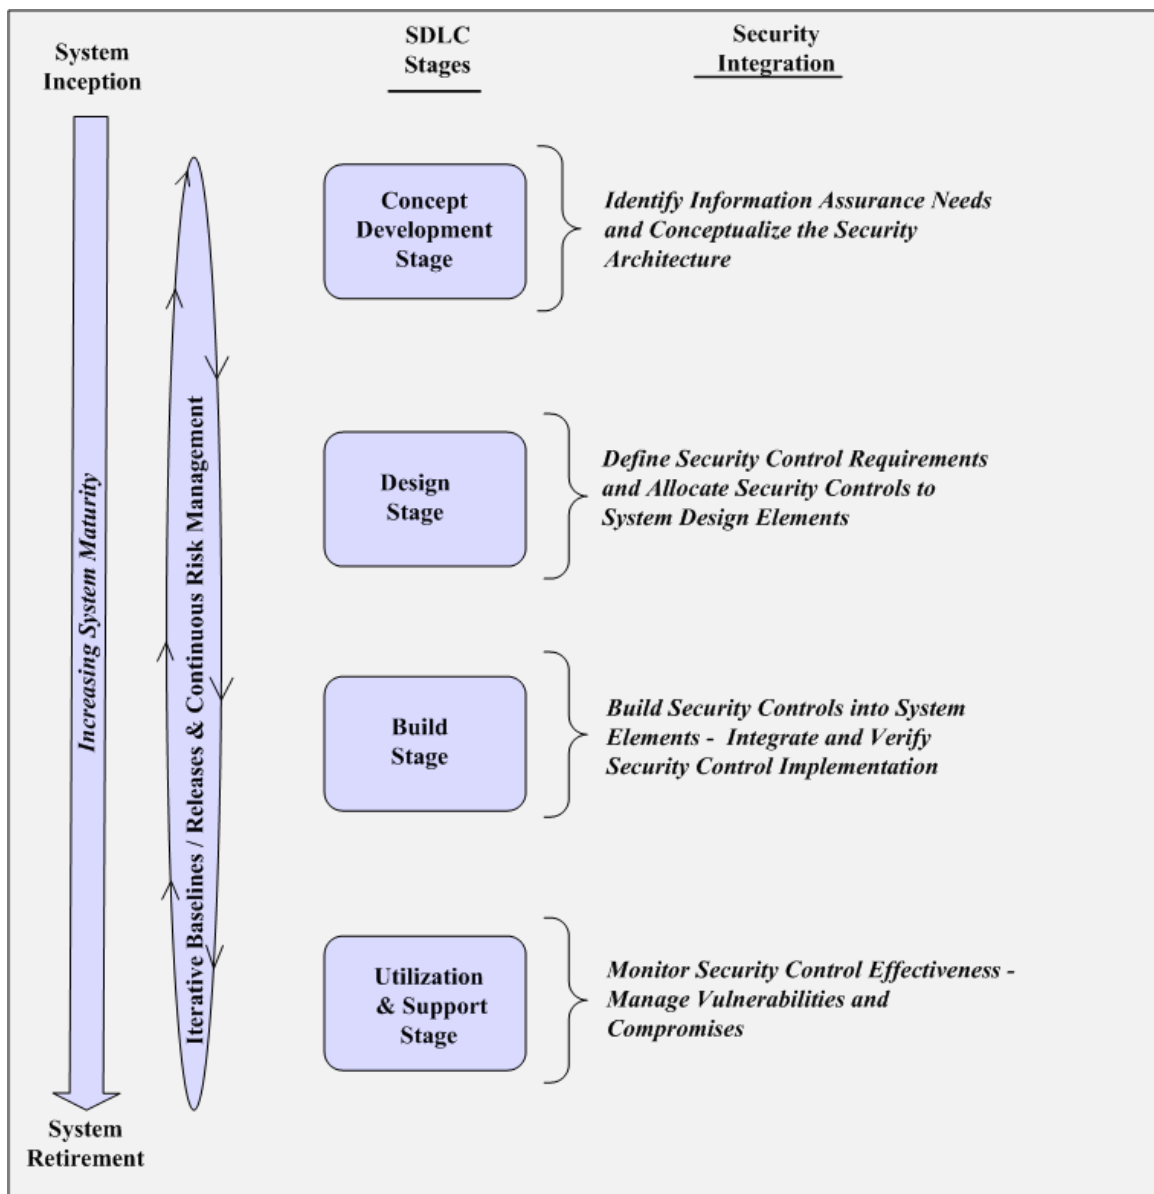 System
Inception
SDLC
Stages
Security
Integration
Increasing System Maturity
Iterative Baselines / Releases & Continuous Risk Management
Concept
Development
Stage
Identify Information Assurance Needs
and Conceptualize the Security
Architecture
Design
Stage
Define Security Control Requirements
and Allocate Security Controls to
System Design Elements
Build
Stage
Build Security Controls into System
Elements -  Integrate and Verify
Security Control Implementation
Utilization
& Support
Stage
Monitor Security Control Effectiveness -
Manage Vulnerabilities and
Compromises
System
Retirement